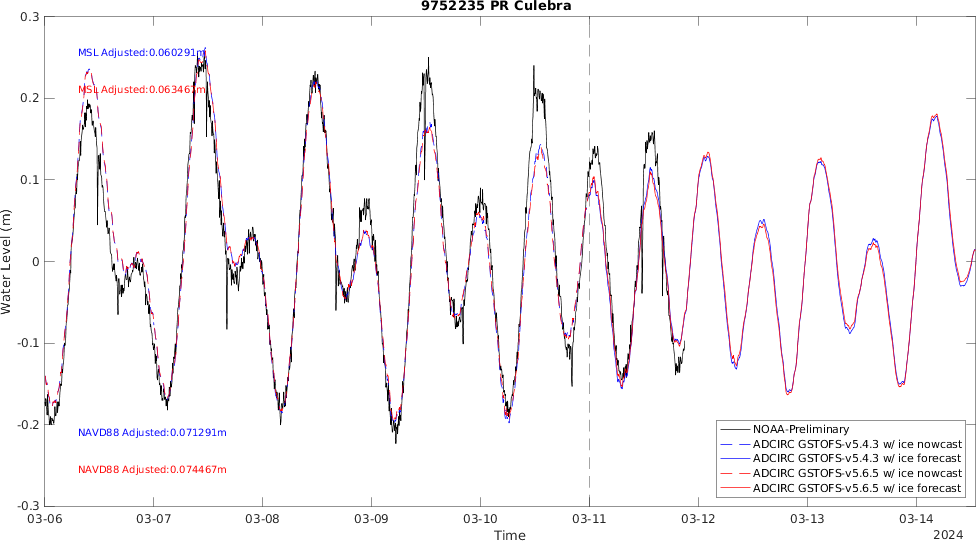 9752235 PR Culebra
0.3
0.2
0.1
0
-0.1
-0.2
-0.3
Water Level (m)
MSL Adjusted:0.060291m
MSL Adjusted:0.063467m
NAVD88 Adjusted:0.071291m
NAVD88 Adjusted:0.074467m
NOAA-Preliminary
ADCIRC GSTOFS-v5.4.3 w/ ice nowcast
ADCIRC GSTOFS-v5.4.3 w/ ice forecast
ADCIRC GSTOFS-v5.6.5 w/ ice nowcast
ADCIRC GSTOFS-v5.6.5 w/ ice forecast
03-06 03-07 03-08 03-09 03-10 03-11 03-12 03-13 03-14
Time
2024